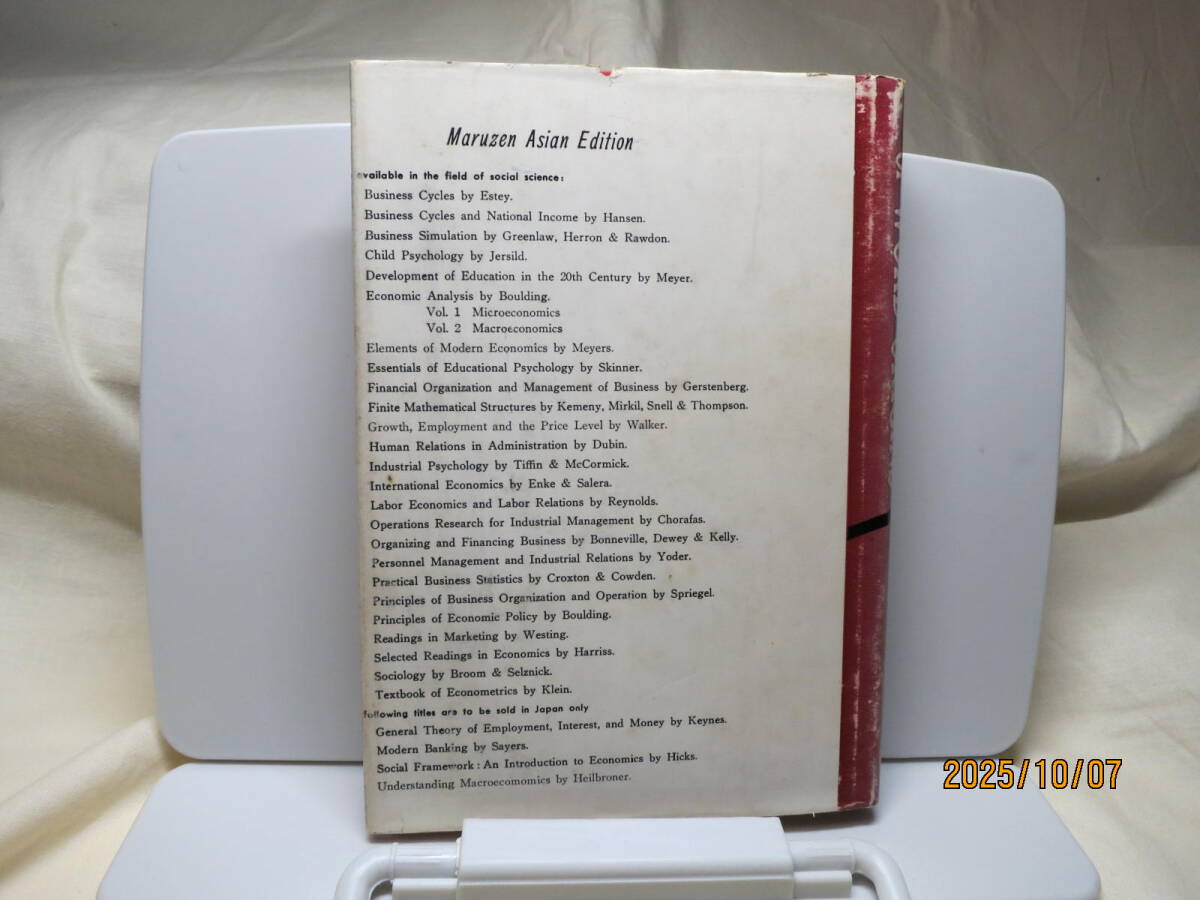 Maruzen Asian Edition
vailable in the field of social science:
Business Cycles by Estey.
Business Cycles and National Income by Hansen.
Business Simulation by Greenlaw, Herron & Rawdon.
Child Psychology by Jersild.
Development of Education in the 20th Century by Meyer.
Economic Analysis by Boulding.
Vol. 1 Microeconomics
Vol. 2 Macroeconomics
Elements of Modern Economics by Meyers.
Essentials of Educational Psychology by Skinner.
Financial Organization and Management of Business by Gerstenberg.
Finite Mathematical Structures by Kemeny, Mirkil, Snell & Thompson.
Growth, Employment and the Price Level by Walker.
Human Relations in Administration by Dubin.
Industrial Psychology by Tiffin & McCormick.
International Economics by Enke & Salera.
Labor Economics and Labor Relations by Reynolds.
Operations Research for Industrial Management by Chorafas.
Organizing and Financing Business by Bonneville, Dewey & Kelly.
Personnel Management and Industrial Relations by Yoder.
Practical Business Statistics by Croxton & Cowden.
Principles of Business Organization and Operation by Spriegel.
Principles of Economic Policy by Boulding.
Readings in Marketing by Westing.
Selected Readings in Economics by Harriss.
Sociology by Broom & Selznick.
Textbook of Econometrics by Klein.
following titles are to be sold in Japan only
General Theory of Employment, Interest, and Money by Keynes.
Modern Banking by Sayers.
Social Framework: An Introduction to Economics by Hicks.
Understanding Macroecomomics by Heilbroner.
2025/10/07